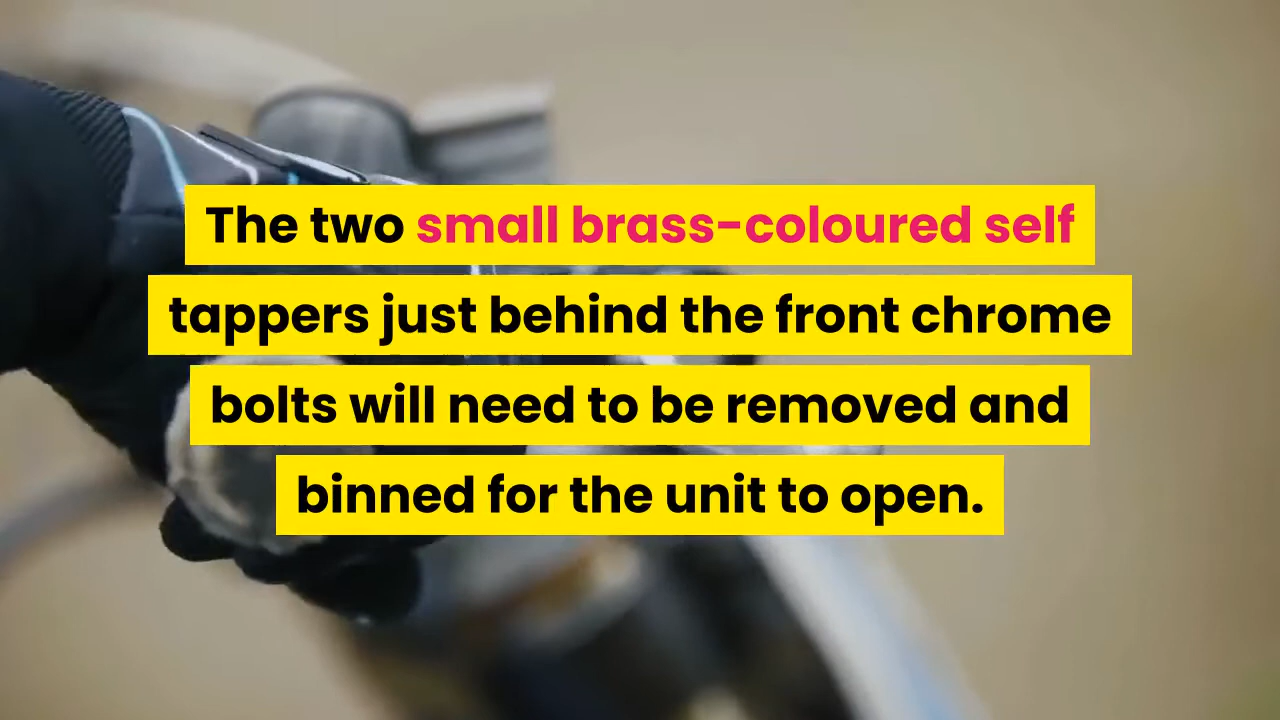 The two small brass-coloured self
tappers just behind the front chrome
bolts will need to be removed and
binned for the unit to open.